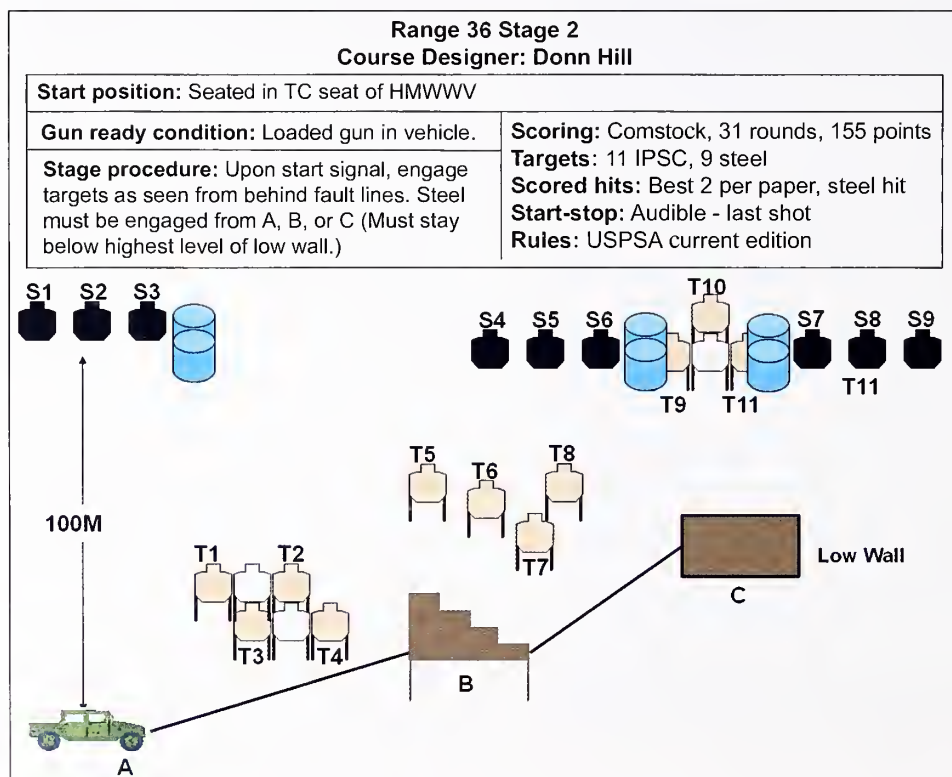 Range 36 Stage 2
Course Designer: Donn Hill
Start position: Seated in TC seat of HMWWV
Gun ready condition: Loaded gun in vehicle.
Stage procedure: Upon start signal, engage
targets as seen from behind fault lines. Steel
must be engaged from A, B, or C (Must stay
below highest level of low wall.)
Scoring: Comstock, 31 rounds, 155 points
Targets: 11 IPSC, 9 steel
Scored hits: Best 2 per paper, steel hit
Start-stop: Audible - last shot
Rules: USPSA current edition
S1 S2 S3
S4 S5 S6
T10
S7 S8 S9
T9 T11
T11
T5
T6
T8
T7
100M
T1 T2
T3 T4
Low Wall
C
B
A